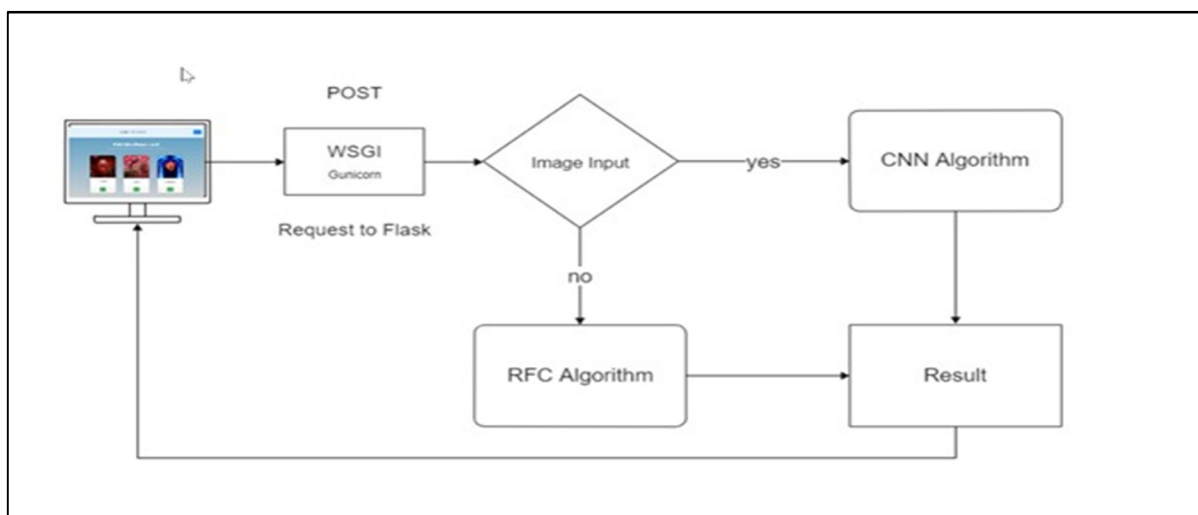 POST
WSGI
Gunicorn
Request to Flask
Image Input
yes
CNN Algorithm
no
RFC Algorithm
Result